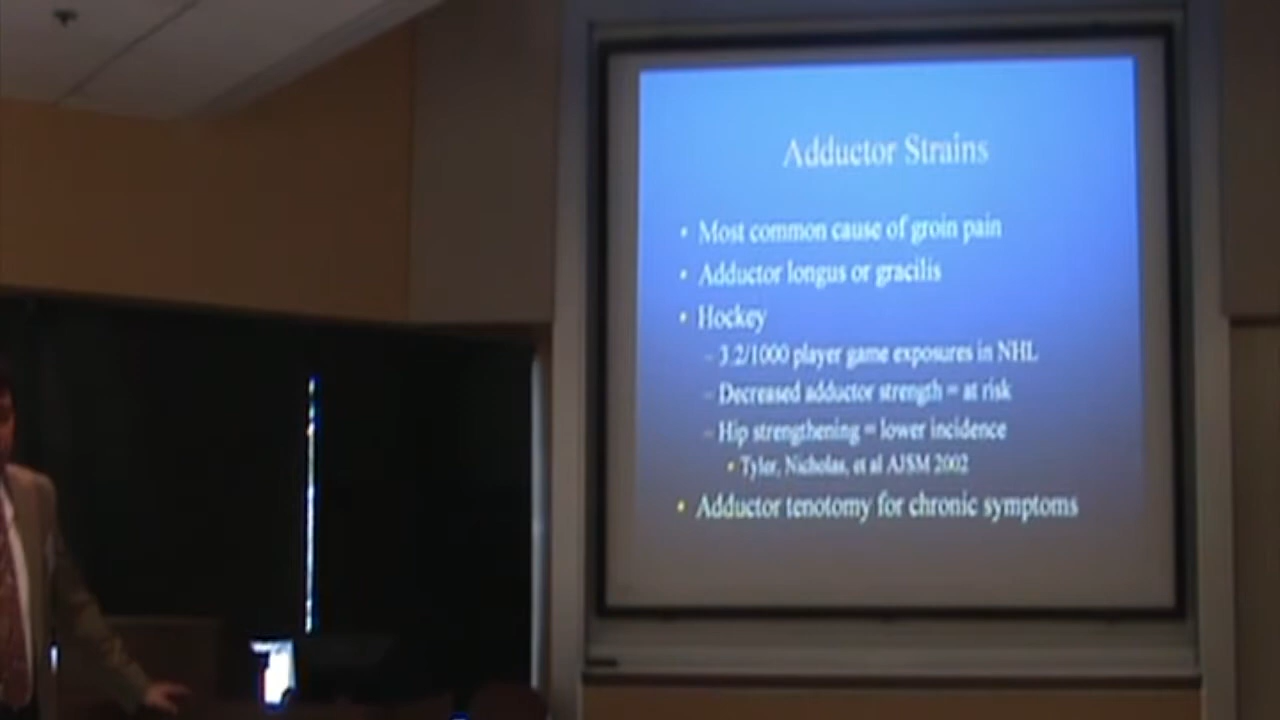 Adductor Strains
• Most common cause of groin pain
• Adductor longus or gracilis
• Hockey
– 3.2/1000 player game exposures in NHL
– Decreased adductor strength = at risk
– Hip strengthening = lower incidence
• Tyler, Nicholas, et al AJSM 2002
• Adductor tenotomy for chronic symptoms